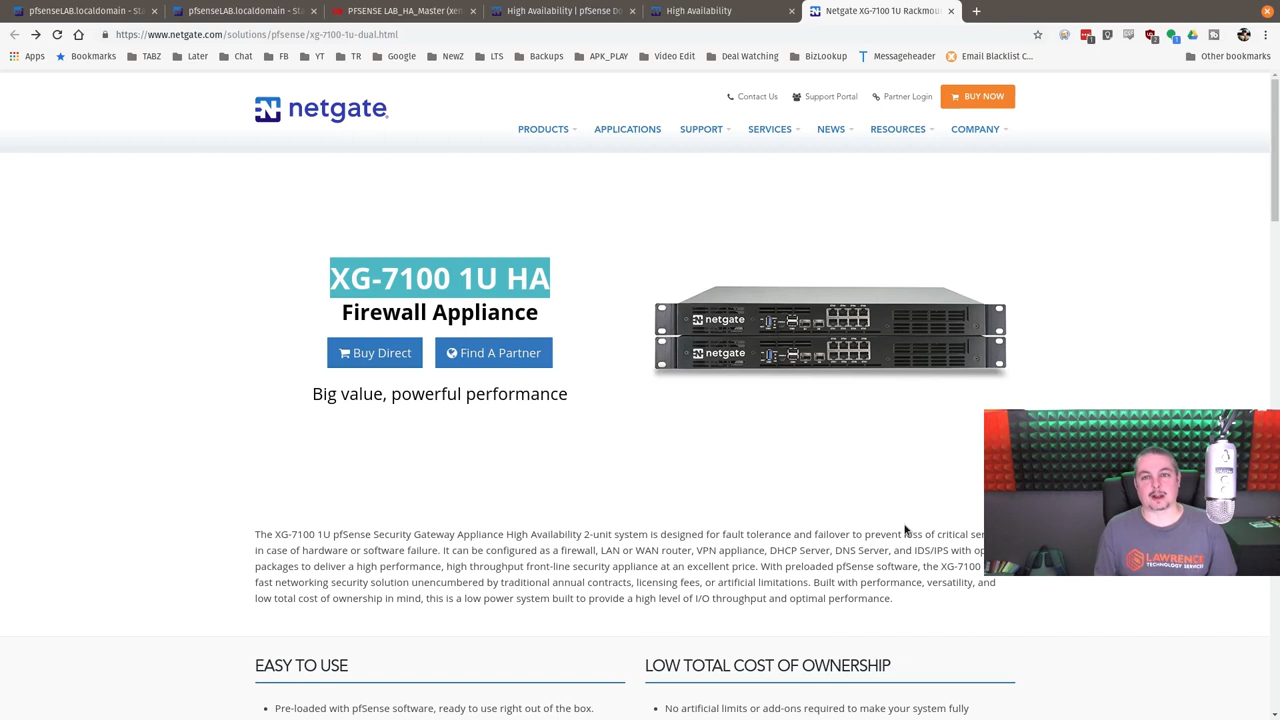 pfsenseLAB.localdomain - Sta
pfsenseLAB.localdomain - Sta
PFSENSE LAB_HA_Master (xen
High Availability | pfSense Do
High Availability
Netgate XG-7100 1U Rackmou
https://www.netgate.com/solutions/pfsense/xg-7100-1u-dual.html
Apps
Bookmarks
TABZ
Later
Chat
FB
YT
TR
Google
NewZ
LTS
Backups
APK_PLAY
Video Edit
Deal Watching
BizLookup
Messageheader
Email Blacklist C...
Other bookmarks
netgate
Contact Us
Support Portal
Partner Login
BUY NOW
PRODUCTS
APPLICATIONS
SUPPORT
SERVICES
NEWS
RESOURCES
COMPANY
XG-7100 1U HA
Firewall Appliance
Buy Direct
Find A Partner
Big value, powerful performance
netgate
netgate
The XG-7100 1U pfSense Security Gateway Appliance High Availability 2-unit system is designed for fault tolerance and failover to prevent loss of critical ser
in case of hardware or software failure. It can be configured as a firewall, LAN or WAN router, VPN appliance, DHCP Server, DNS Server, and IDS/IPS with op
packages to deliver a high performance, high throughput front-line security appliance at an excellent price. With preloaded pfSense software, the XG-7100
fast networking security solution unencumbered by traditional annual contracts, licensing fees, or artificial limitations. Built with performance, versatility, and
low total cost of ownership in mind, this is a low power system built to provide a high level of I/O throughput and optimal performance.
LAWRENCE
TECHNOLOGY SERVICES
EASY TO USE
Pre-loaded with pfSense software, ready to use right out of the box.
LOW TOTAL COST OF OWNERSHIP
No artificial limits or add-ons required to make your system fully